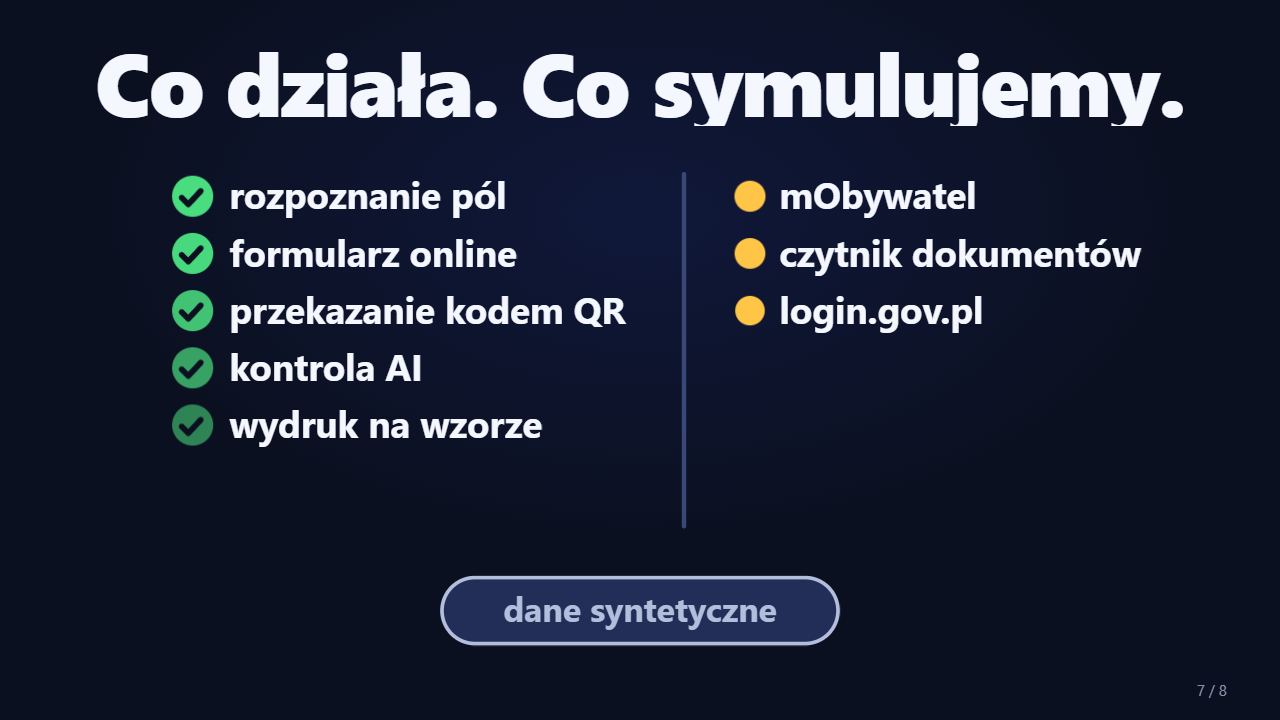 Co działa. Co symulujemy.
rozpoznanie pól
formularz online
przekazanie kodem QR
kontrola AI
wydruk na wzorze
mObywatel
czytnik dokumentów
login.gov.pl
dane syntetyczne
7 / 8